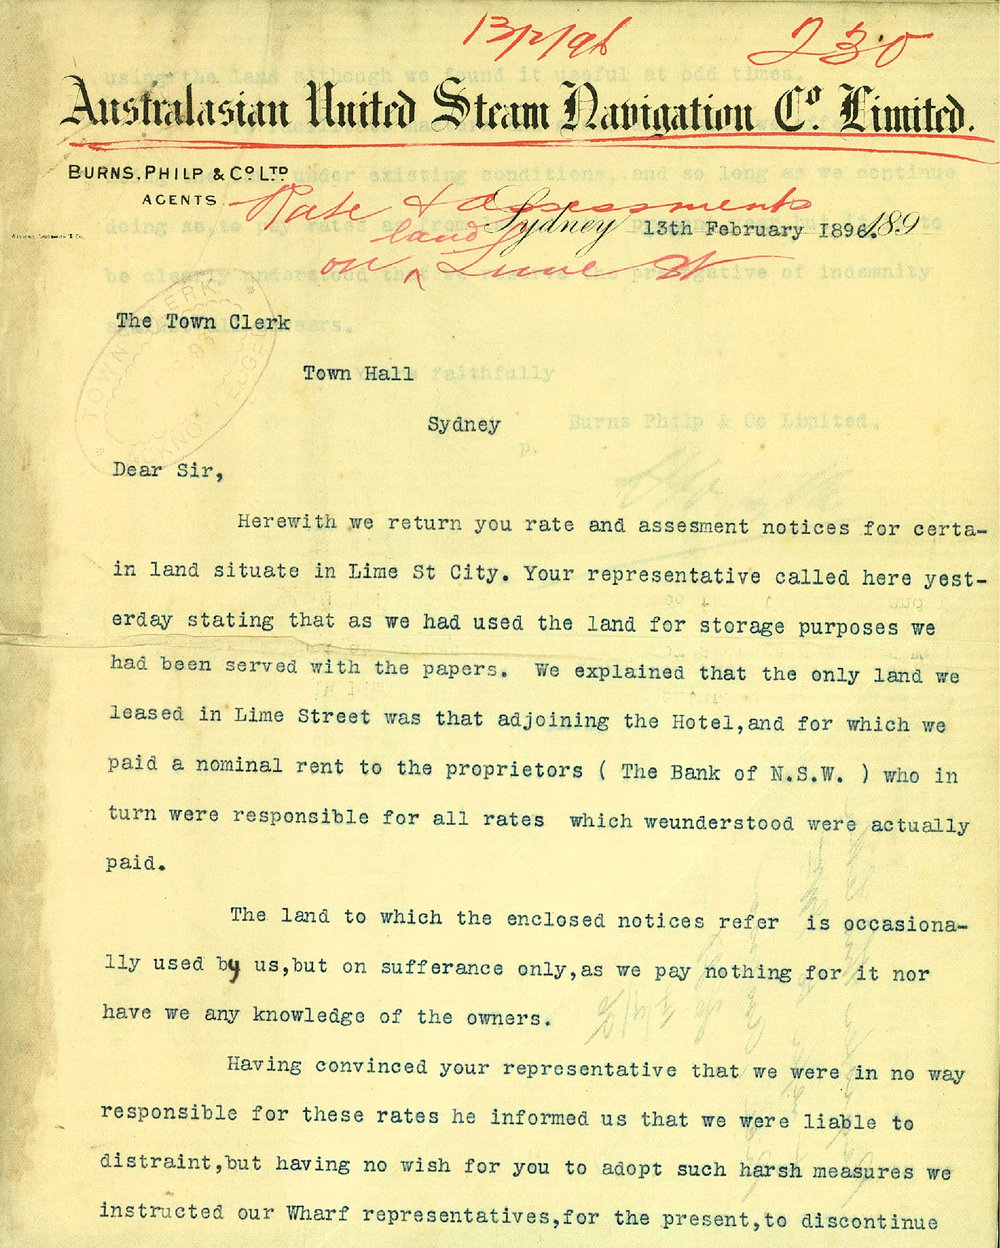 13/2/96 230
Australasian United Steam Navigation Co. Limited.
BURNS, PHILP & CO LTD
AGENTS.
Rate & assessments
on land Lime St
Sydney 13th February 1896. 189
The Town Clerk
Town Hall
Sydney
Dear Sir,
Herewith we return you rate and assesment notices for certa-
in land situate in Lime St City. Your representative called here yest-
erday stating that as we had used the land for storage purposes we
had been served with the papers. We explained that the only land we
leased in Lime Street was that adjoining the Hotel,and for which we
paid a nominal rent to the proprietors ( The Bank of N.S.W. ) who in
turn were responsible for all rates which weunderstood were actually
paid.
The land to which the enclosed notices refer is occasiona-
lly used by us,but on sufferance only,as we pay nothing for it nor
have we any knowledge of the owners.
Having convinced your representative that we were in no way
responsible for these rates he informed us that we were liable to
distraint,but having no wish for you to adopt such harsh measures we
instructed our Wharf representatives,for the present,to discontinue